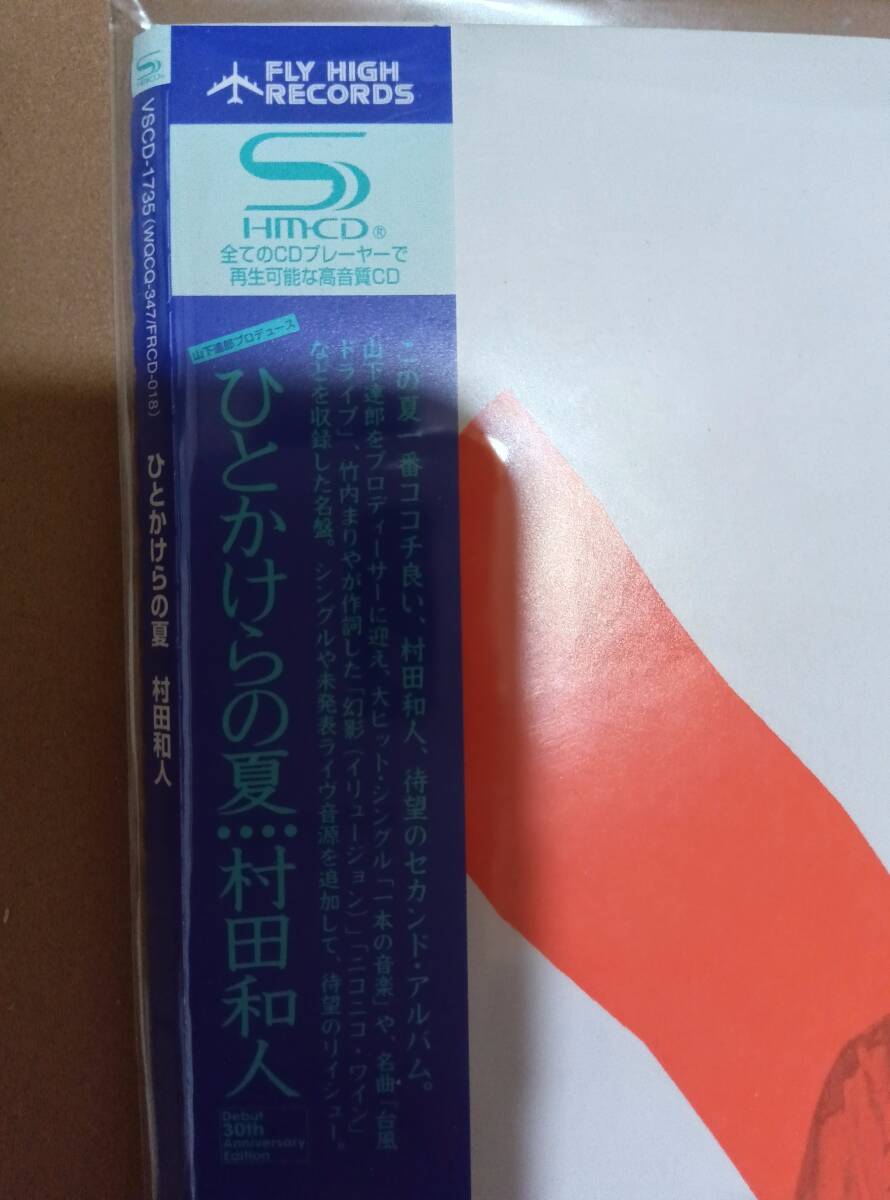 FLY HIGH
RECORDS
HM-CD®
全てのCDプレーヤーで
再生可能な高音質CD
山下達郎プロデュース
ひとかけらの夏••••村田和人
この夏一番ココチ良い、村田和人、待望のセカンド・アルバム。
山下達郎をプロディーサーに迎え、大ヒット・シングル「一本の音楽」や、名曲「台風
ドライブ」、竹内まりやが作詞した「幻影(イリュージョン)」「ニコニコ・ワイン」
などを収録した名盤。シングルや未発表ライヴ音源を追加して、待望のリイシュー。
Debut
30th
Anniversary
Edition
HM-CD®
VSCD-1735(WQCQ-347/FRCD-018) ひとかけらの夏 村田和人